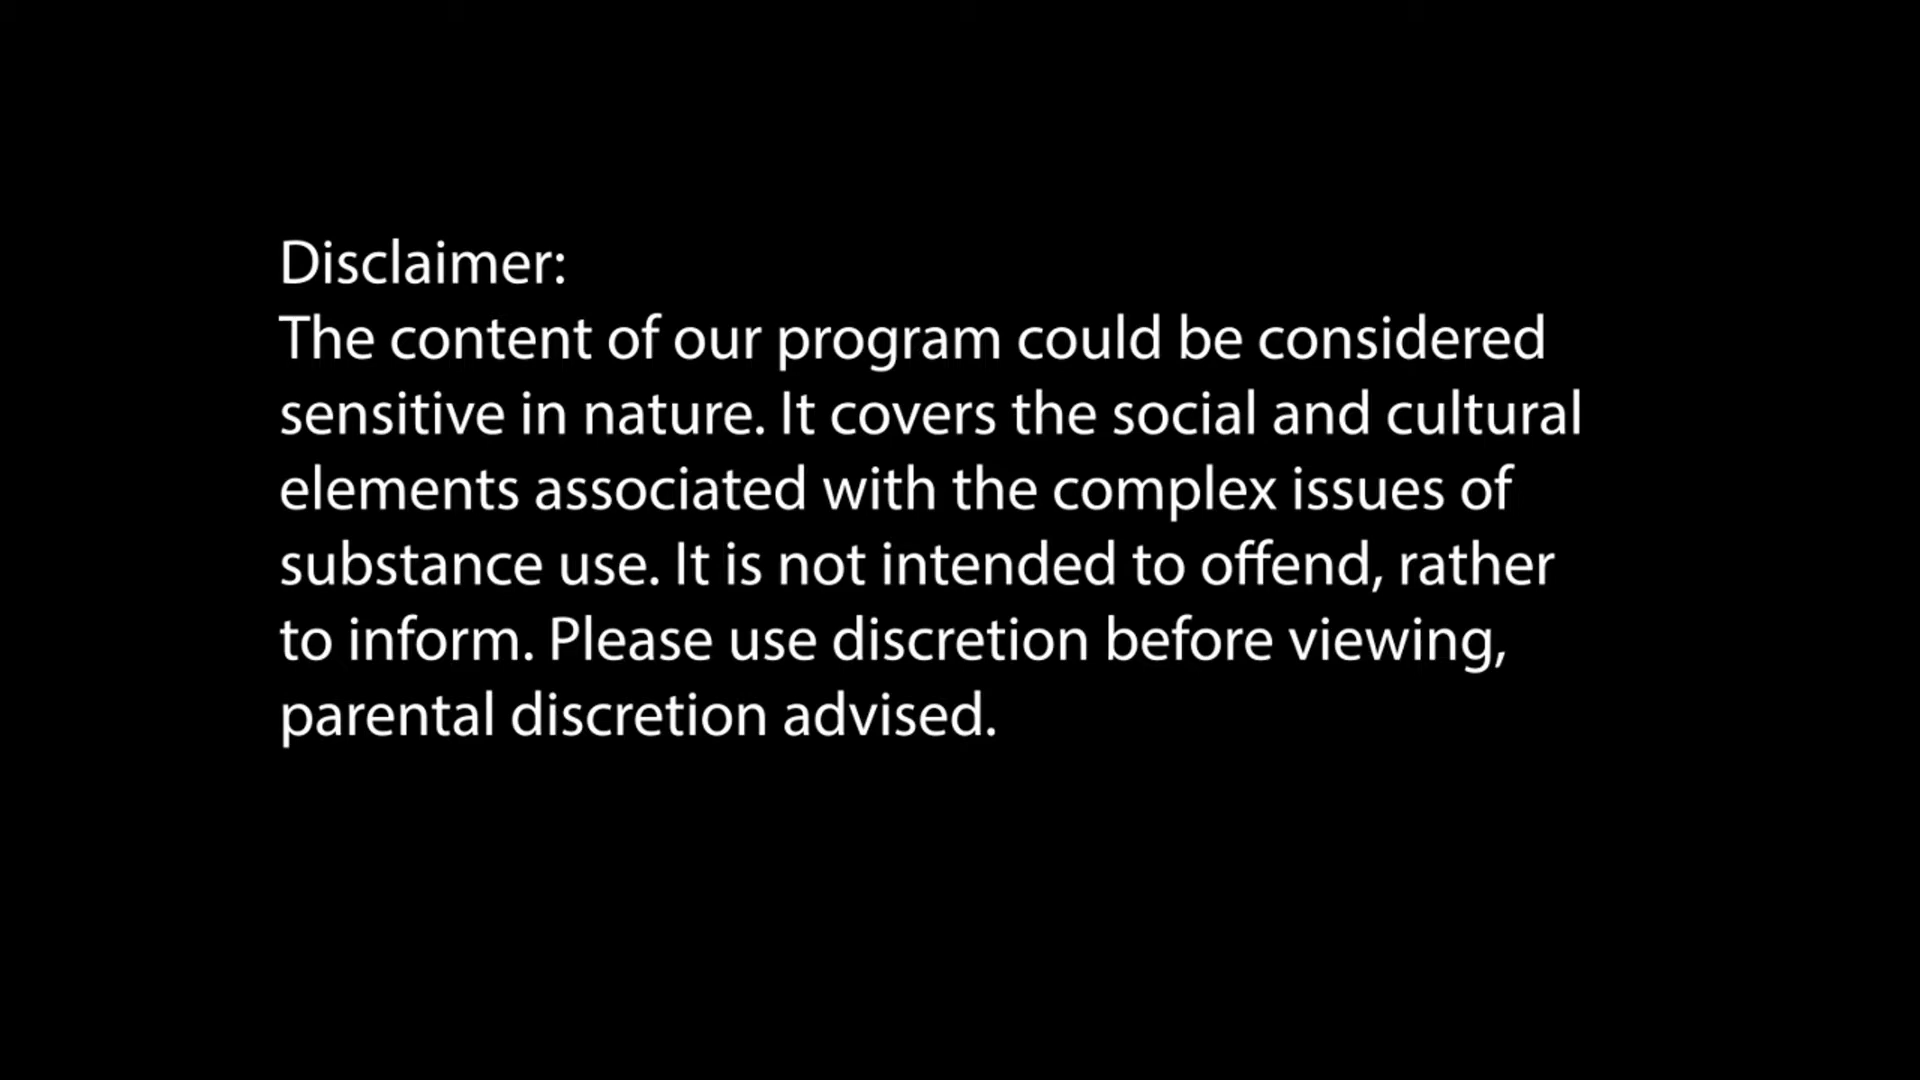 Disclaimer:
The content of our program could be considered
sensitive in nature. It covers the social and cultural
elements associated with the complex issues of
substance use. It is not intended to offend, rather
to inform. Please use discretion before viewing,
parental discretion advised.